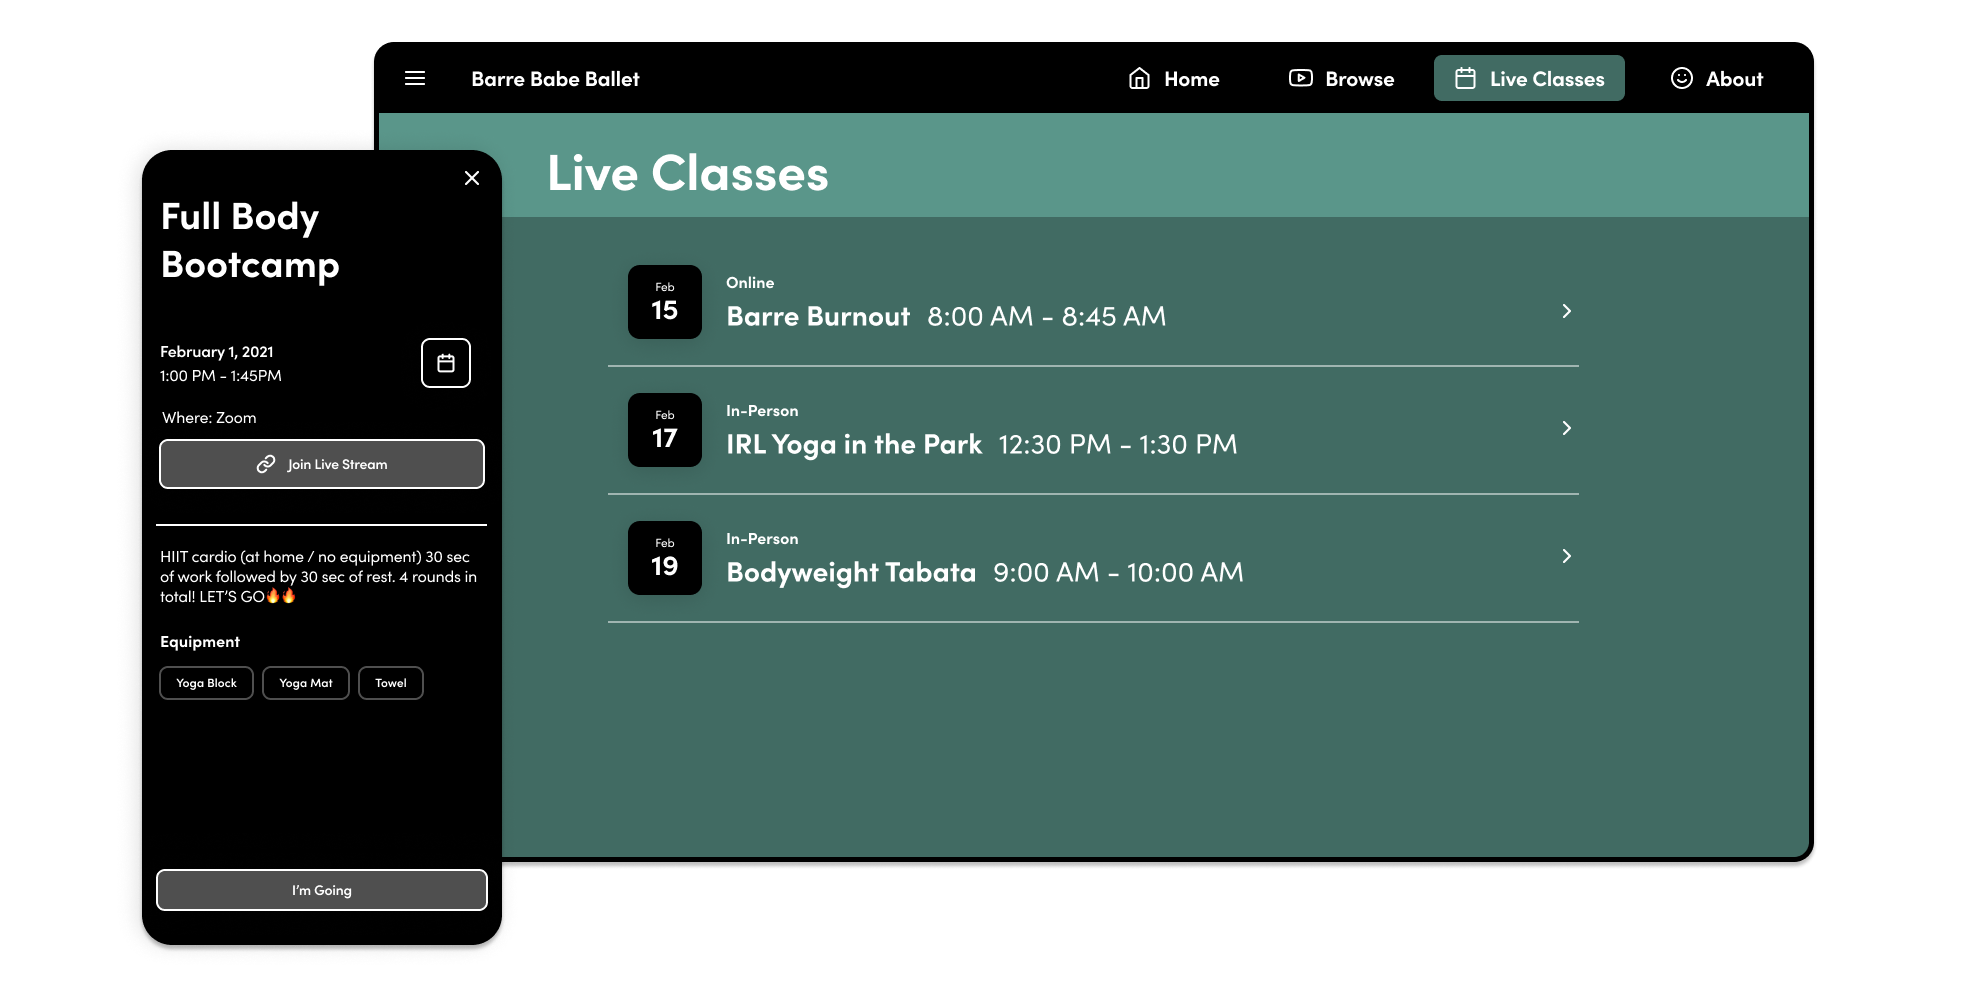 Barre Babe Ballet
Home
Browse
Live Classes
About
Live Classes
Feb
15
Online
Barre Burnout 8:00 AM - 8:45 AM
Feb
17
In-Person
IRL Yoga in the Park 12:30 PM - 1:30 PM
Feb
19
In-Person
Bodyweight Tabata 9:00 AM - 10:00 AM
Full Body
Bootcamp
February 1, 2021
1:00 PM - 1:45PM
Where: Zoom
Join Live Stream
HIIT cardio (at home / no equipment) 30 sec
of work followed by 30 sec of rest. 4 rounds in
total! LET’S GO🔥🔥
Equipment
Yoga Block
Yoga Mat
Towel
I’m Going